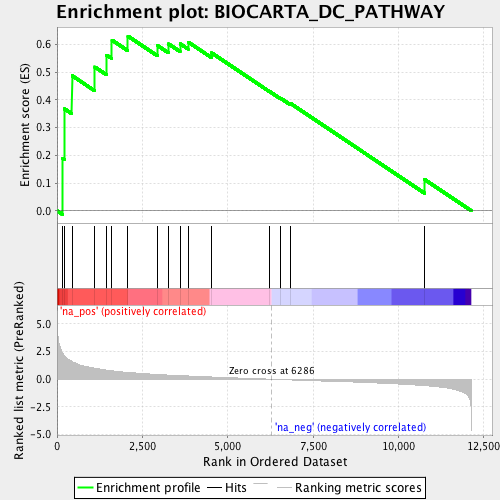 Enrichment plot: BIOCARTA_DC_PATHWAY
Enrichment score (ES)
0.6
0.5
0.4
0.3
0.2
0.1
0.0
'na_pos' (positively correlated)
Ranked list metric (PreRanked)
5.0
2.5
0.0
-2.5
-5.0
Zero cross at 6286
'na_neg' (negatively correlated)
0 2,500 5,000 7,500 10,000 12,500
Rank in Ordered Dataset
Enrichment profile Hits Ranking metric scores